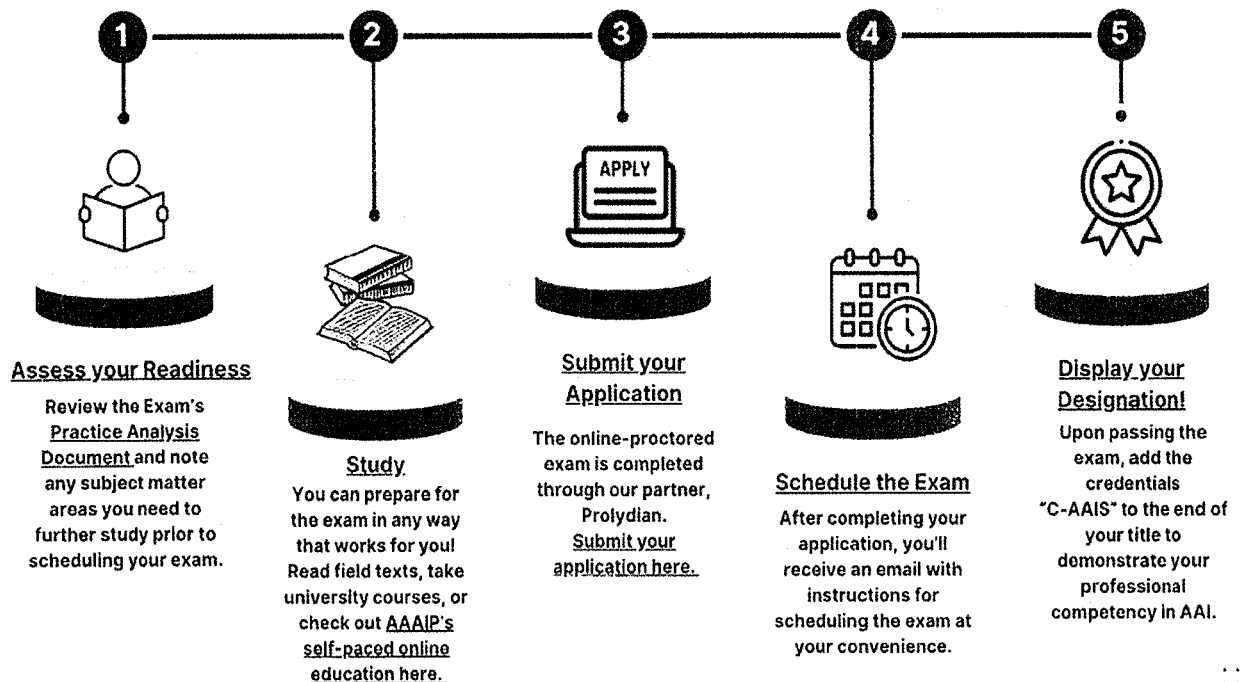 1
2
3
4
5
APPLY
Assess your Readiness
Review the Exam's
Practice Analysis
Document and note
any subject matter
areas you need to
further study prior to
scheduling your exam.
Study
You can prepare for
the exam in any way
that works for you!
Read field texts, take
university courses, or
check out AAAIP's
self-paced online
education here.
Submit your
Application
The online-proctored
exam is completed
through our partner,
Prolydian.
Submit your
application here.
Schedule the Exam
After completing your
application, you'll
receive an email with
instructions for
scheduling the exam at
your convenience.
Display your
Designation!
Upon passing the
exam, add the
credentials
"C-AAIS" to the end of
your title to
demonstrate your
professional
competency in AAI.